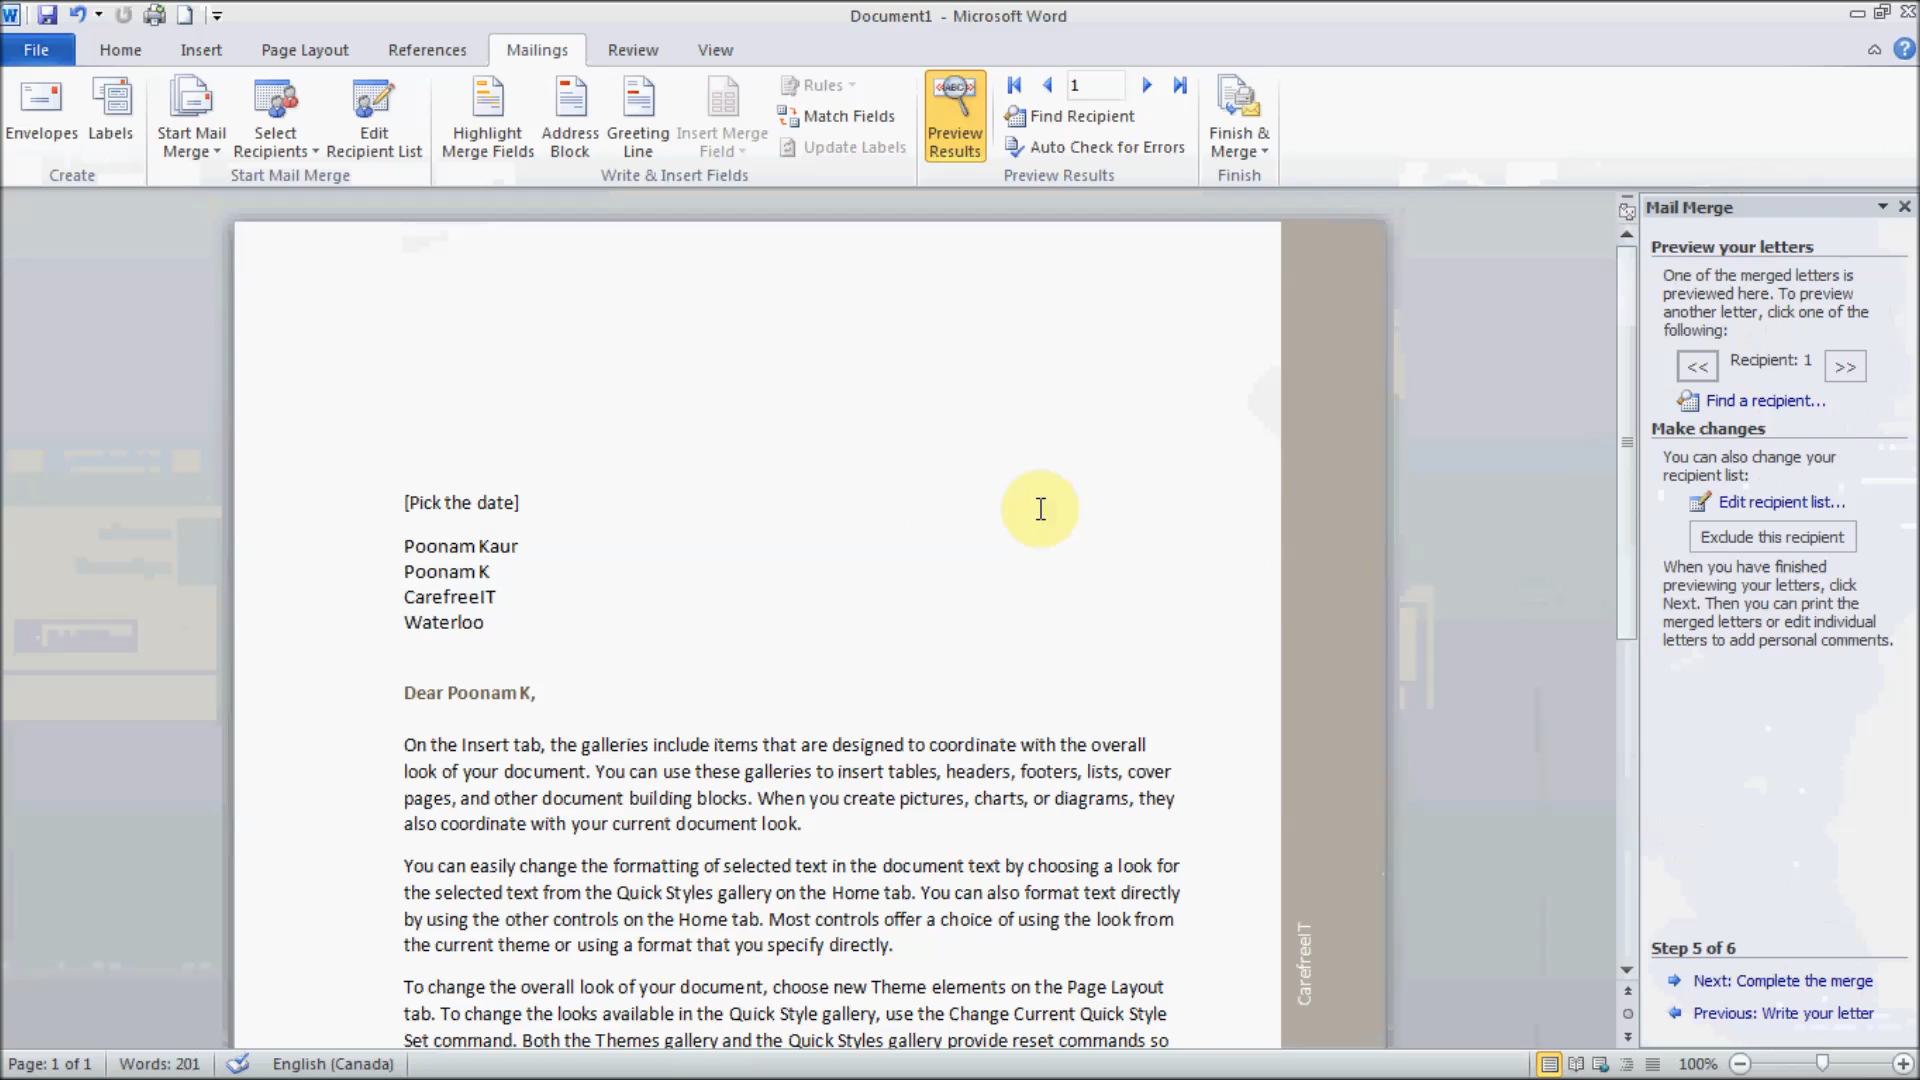 Document1 - Microsoft Word
File Home Insert Page Layout References Mailings Review View
Envelopes
Labels
Create
Start Mail
Merge
Select
Recipients
Edit
Recipient List
Start Mail Merge
Highlight
Merge Fields
Address
Block
Greeting
Line
Insert Merge
Field
Rules
Match Fields
Update Labels
Write & Insert Fields
ABC
Preview
Results
1
Find Recipient
Auto Check for Errors
Preview Results
Finish &
Merge
Finish
[Pick the date]
Poonam Kaur
Poonam K
CarefreeIT
Waterloo
Dear Poonam K,
On the Insert tab, the galleries include items that are designed to coordinate with the overall
look of your document. You can use these galleries to insert tables, headers, footers, lists, cover
pages, and other document building blocks. When you create pictures, charts, or diagrams, they
also coordinate with your current document look.
You can easily change the formatting of selected text in the document text by choosing a look for
the selected text from the Quick Styles gallery on the Home tab. You can also format text directly
by using the other controls on the Home tab. Most controls offer a choice of using the look from
the current theme or using a format that you specify directly.
To change the overall look of your document, choose new Theme elements on the Page Layout
tab. To change the looks available in the Quick Style gallery, use the Change Current Quick Style
Set command. Both the Themes gallery and the Quick Styles gallery provide reset commands so
CarefreeIT
Mail Merge
Preview your letters
One of the merged letters is
previewed here. To preview
another letter, click one of the
following:
<< Recipient: 1 >>
Find a recipient...
Make changes
You can also change your
recipient list:
Edit recipient list...
Exclude this recipient
When you have finished
previewing your letters, click
Next. Then you can print the
merged letters or edit individual
letters to add personal comments.
Step 5 of 6
Next: Complete the merge
Previous: Write your letter
Page: 1 of 1 Words: 201 English (Canada) 100%